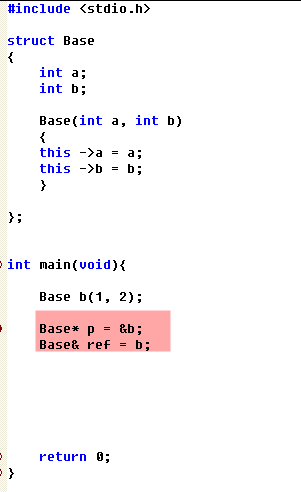 #include <stdio.h>
struct Base
{
int a;
int b;
Base(int a, int b)
{
this ->a = a;
this ->b = b;
}
};
int main(void){
Base b(1, 2);
Base* p = &b;
Base& ref = b;
return 0;
}